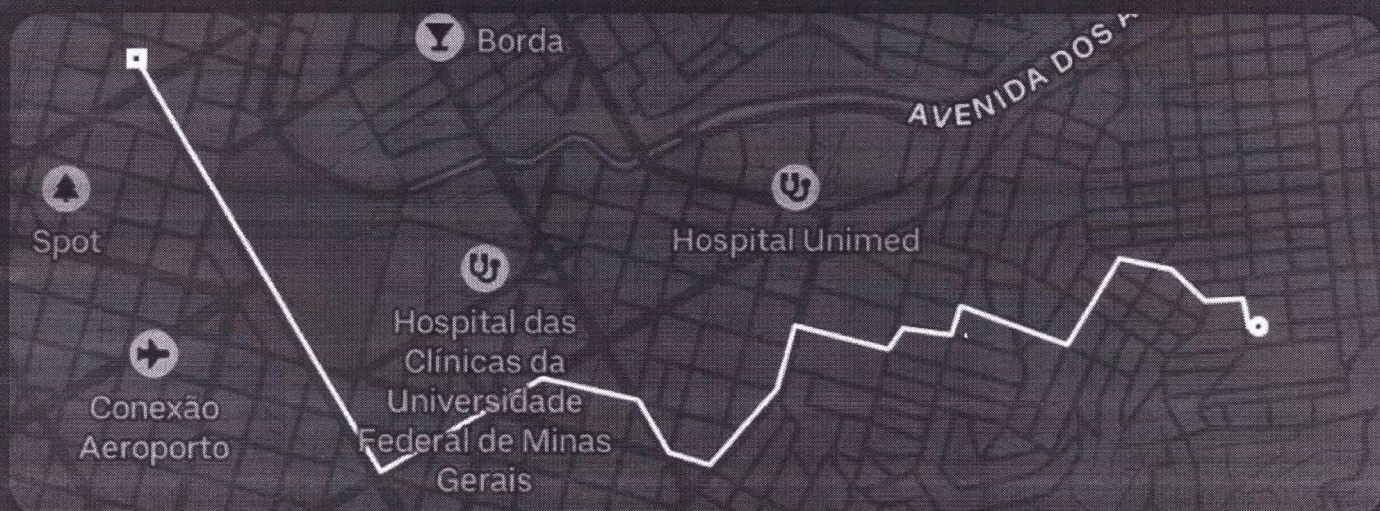 Borda
AVENIDA DOS
Spot
Hospital Unimed
Hospital das
Clínicas da
Universidade
Federal de Minas
Gerais
Conexão
Aeroporto